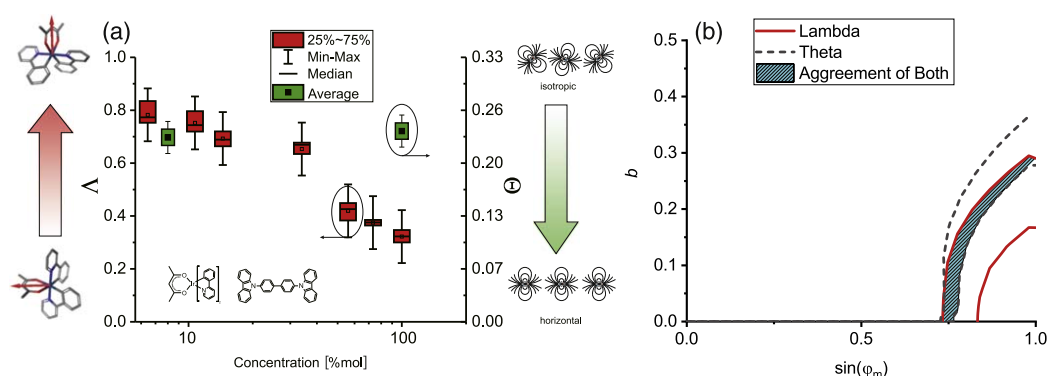 (a)
25%~75%
Min-Max
Median
Average
1.0
0.8
0.6
0.4
0.2
0.0
Λ
10
100
Concentration [%mol]
0.33
0.26
0.20
0.13
0.07
0.00
Θ
O
O
Ir
N
N
N
isotropic
horizontal
(b)
Lambda
Theta
Aggreement of Both
0.5
0.4
0.3
0.2
0.1
0.0
b
0.0
0.5
1.0
sin(φm)